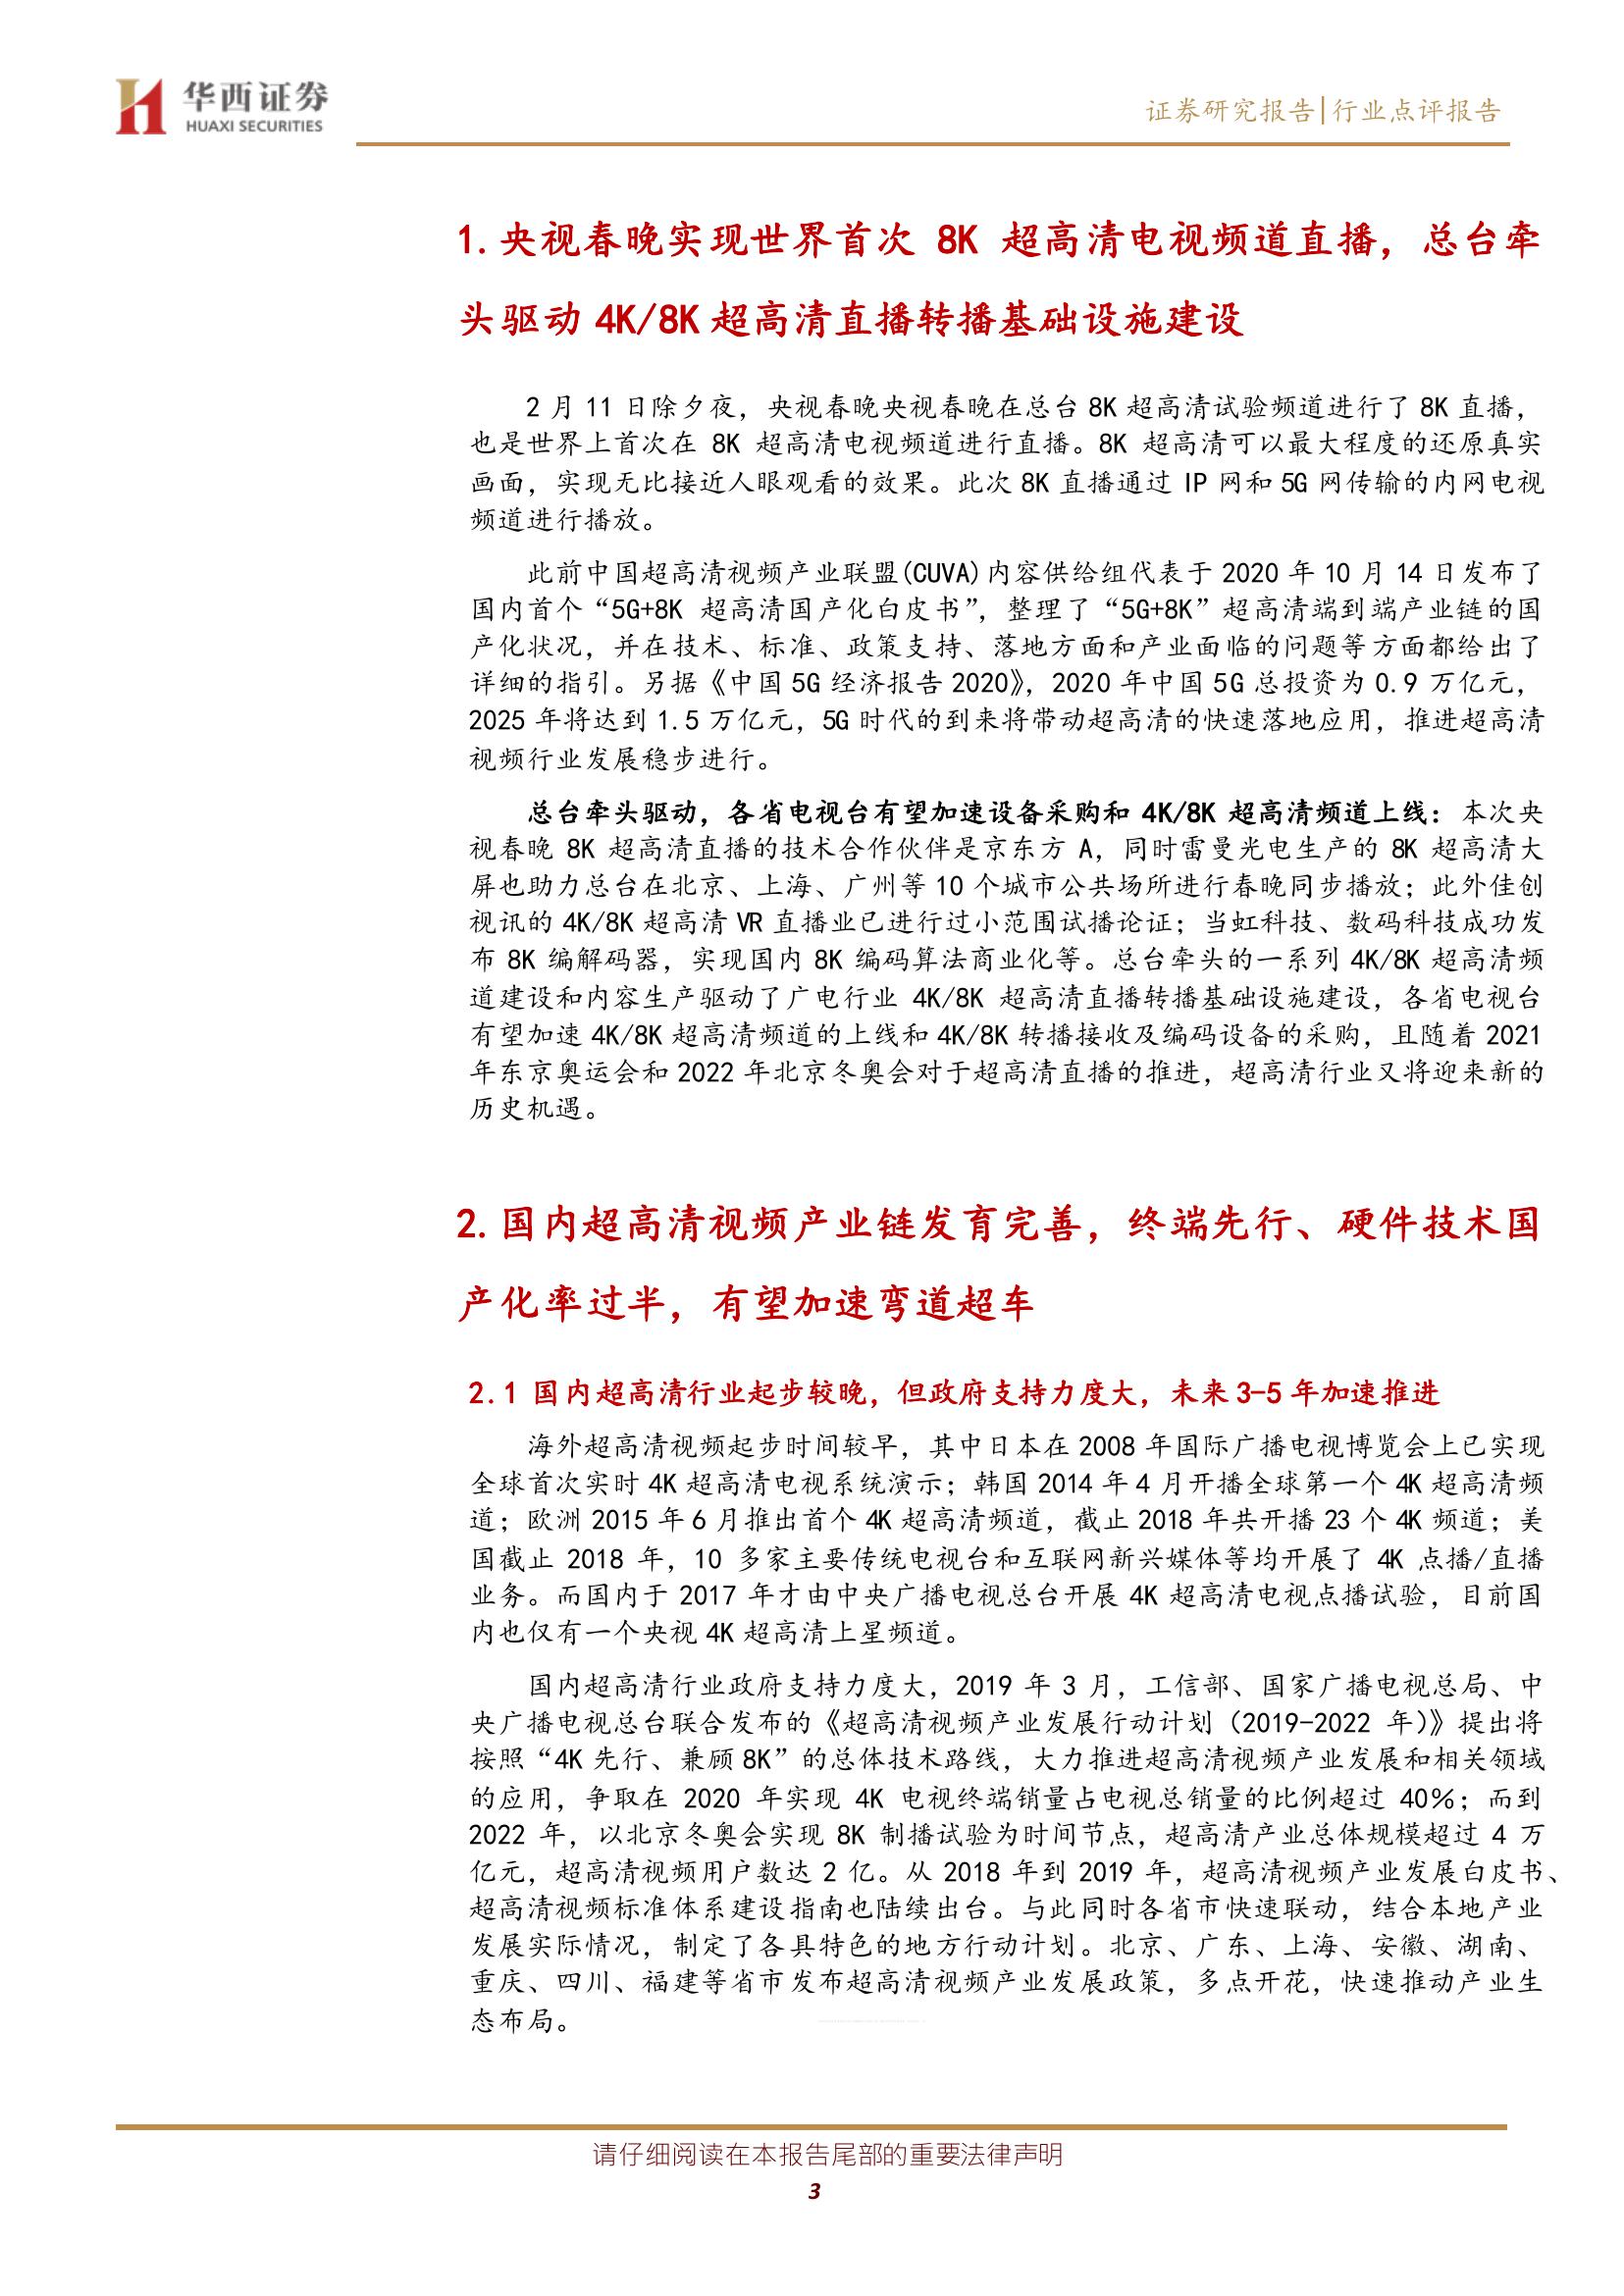 华西证券
HUAXI SECURITIES
证券研究报告|行业点评报告
1.央视春晚实现世界首次 8K 超高清电视频道直播，总台牵
头驱动 4K/8K 超高清直播转播基础设施建设
2 月 11 日除夕夜，央视春晚央视春晚在总台 8K 超高清试验频道进行了 8K 直播，
也是世界上首次在 8K 超高清电视频道进行直播。8K 超高清可以最大程度的还原真实
画面，实现无比接近人眼观看的效果。此次 8K 直播通过 IP 网和 5G 网传输的内网电视
频道进行播放。
此前中国超高清视频产业联盟(CUVA)内容供给组代表于 2020 年 10 月 14 日发布了
国内首个“5G+8K 超高清国产化白皮书”，整理了“5G+8K”超高清端到端产业链的国
产化状况，并在技术、标准、政策支持、落地方面和产业面临的问题等方面都给出了
详细的指引。另据《中国 5G 经济报告 2020》，2020 年中国 5G 总投资为 0.9 万亿元，
2025 年将达到 1.5 万亿元，5G 时代的到来将带动超高清的快速落地应用，推进超高清
视频行业发展稳步进行。
总台牵头驱动，各省电视台有望加速设备采购和 4K/8K 超高清频道上线：本次央
视春晚 8K 超高清直播的技术合作伙伴是京东方 A，同时雷曼光电生产的 8K 超高清大
屏也助力总台在北京、上海、广州等 10 个城市公共场所进行春晚同步播放；此外佳创
视讯的 4K/8K 超高清 VR 直播业已进行过小范围试播论证；当虹科技、数码科技成功发
布 8K 编解码器，实现国内 8K 编码算法商业化等。总台牵头的一系列 4K/8K 超高清频
道建设和内容生产驱动了广电行业 4K/8K 超高清直播转播基础设施建设，各省电视台
有望加速 4K/8K 超高清频道的上线和 4K/8K 转播接收及编码设备的采购，且随着 2021
年东京奥运会和 2022 年北京冬奥会对于超高清直播的推进，超高清行业又将迎来新的
历史机遇。
2.国内超高清视频产业链发育完善，终端先行、硬件技术国
产化率过半，有望加速弯道超车
2.1 国内超高清行业起步较晚，但政府支持力度大，未来 3-5 年加速推进
海外超高清视频起步时间较早，其中日本在 2008 年国际广播电视博览会上已实现
全球首次实时 4K 超高清电视系统演示；韩国 2014 年 4 月开播全球第一个 4K 超高清频
道；欧洲 2015 年 6 月推出首个 4K 超高清频道，截止 2018 年共开播 23 个 4K 频道；美
国截止 2018 年，10 多家主要传统电视台和互联网新兴媒体等均开展了 4K 点播/直播
业务。而国内于 2017 年才由中央广播电视总台开展 4K 超高清电视点播试验，目前国
内也仅有一个央视 4K 超高清上星频道。
国内超高清行业政府支持力度大，2019 年 3 月，工信部、国家广播电视总局、中
央广播电视总台联合发布的《超高清视频产业发展行动计划（2019-2022 年)》提出将
按照“4K 先行、兼顾 8K”的总体技术路线，大力推进超高清视频产业发展和相关领域
的应用，争取在 2020 年实现 4K 电视终端销量占电视总销量的比例超过 40%；而到
2022 年，以北京冬奥会实现 8K 制播试验为时间节点，超高清产业总体规模超过 4 万
亿元，超高清视频用户数达 2 亿。从 2018 年到 2019 年，超高清视频产业发展白皮书、
超高清视频标准体系建设指南也陆续出台。与此同时各省市快速联动，结合本地产业
发展实际情况，制定了各具特色的地方行动计划。北京、广东、上海、安徽、湖南、
重庆、四川、福建等省市发布超高清视频产业发展政策，多点开花，快速推动产业生
态布局。
请仔细阅读在本报告尾部的重要法律声明
3